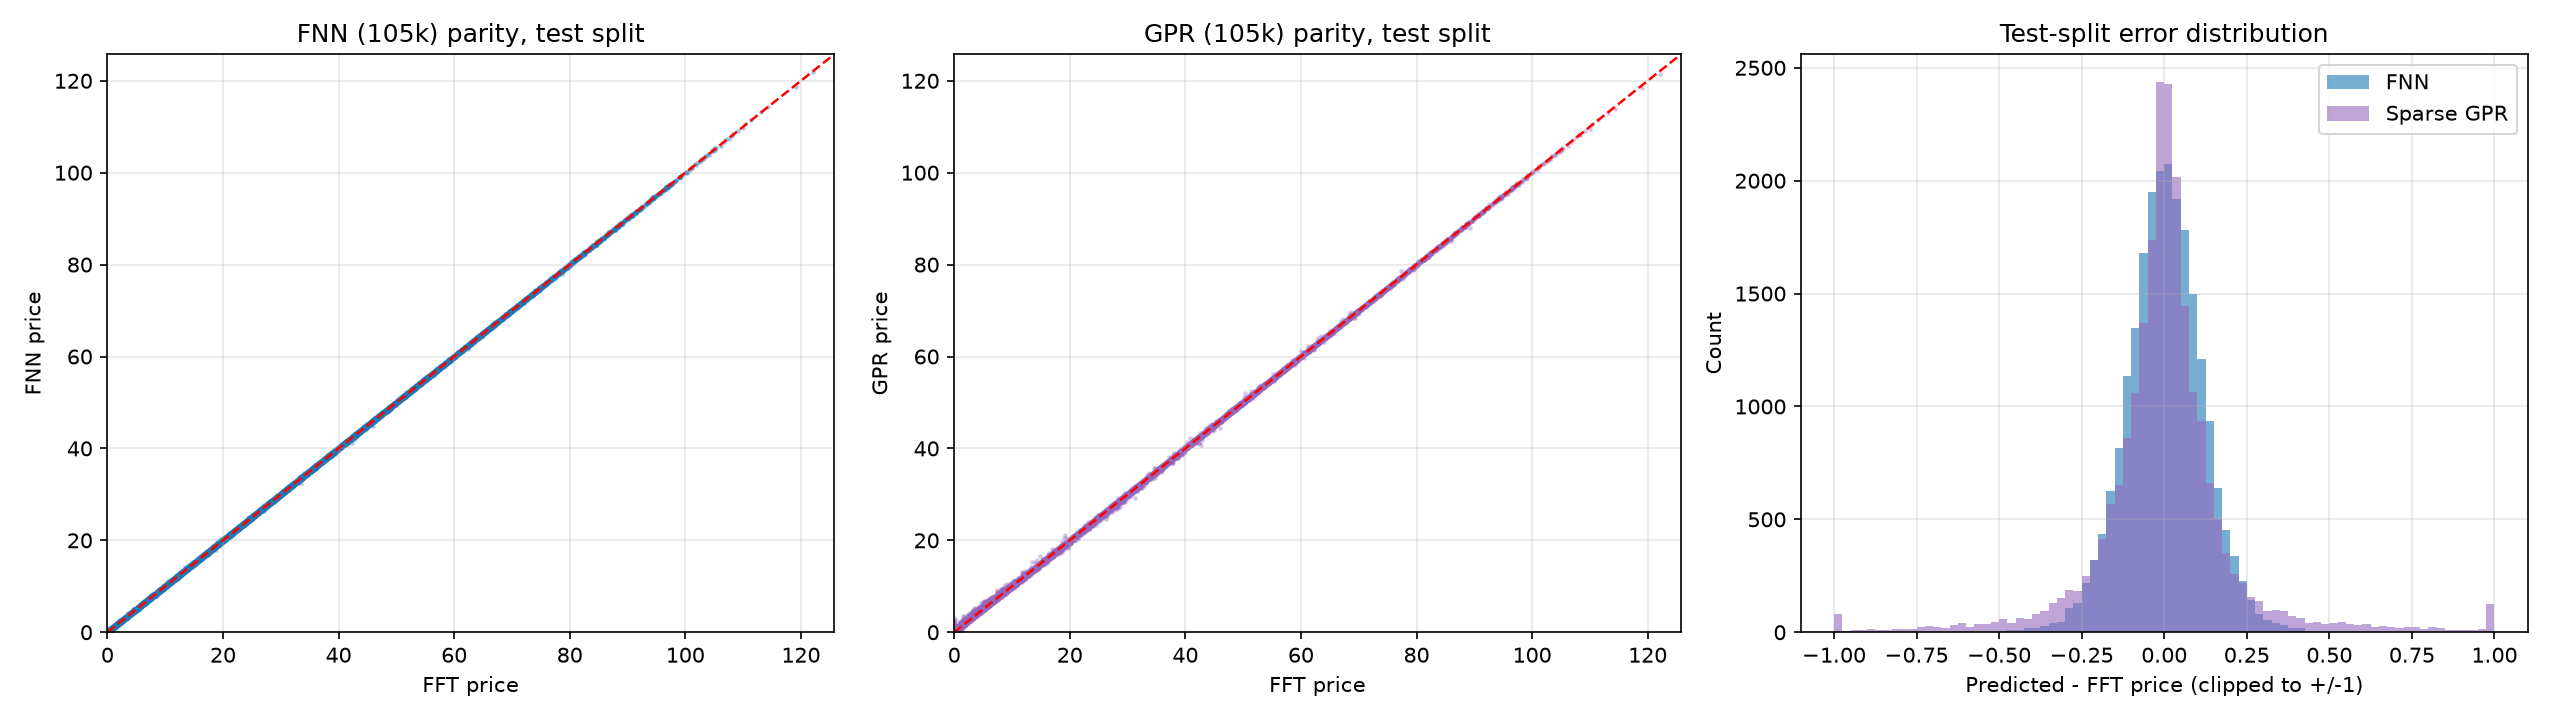 FNN (105k) parity, test split
FNN price
120
100
80
60
40
20
0
0 20 40 60 80 100 120
FFT price
GPR (105k) parity, test split
GPR price
120
100
80
60
40
20
0
0 20 40 60 80 100 120
FFT price
Test-split error distribution
Count
2500
2000
1500
1000
500
0
FNN
Sparse GPR
−1.00 −0.75 −0.50 −0.25 0.00 0.25 0.50 0.75 1.00
Predicted - FFT price (clipped to +/-1)